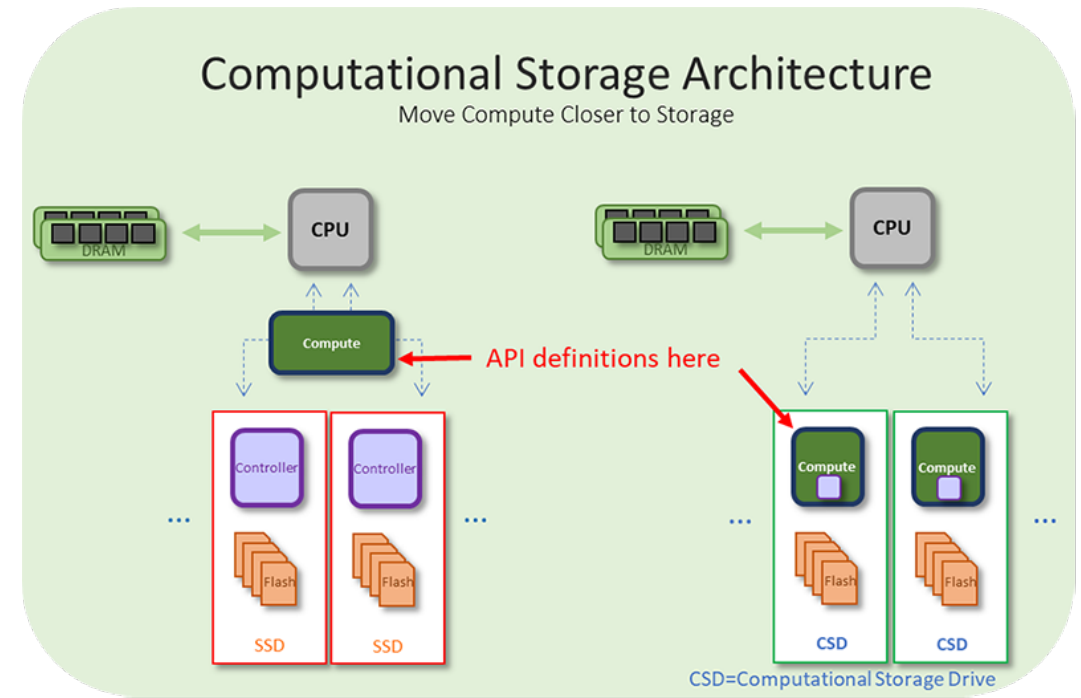 Computational Storage Architecture
Move Compute Closer to Storage
DRAM
CPU
DRAM
CPU
Compute
API definitions here
Controller
Controller
Compute
Compute
...
...
...
...
Flash
Flash
Flash
Flash
SSD
SSD
CSD
CSD
CSD=Computational Storage Drive